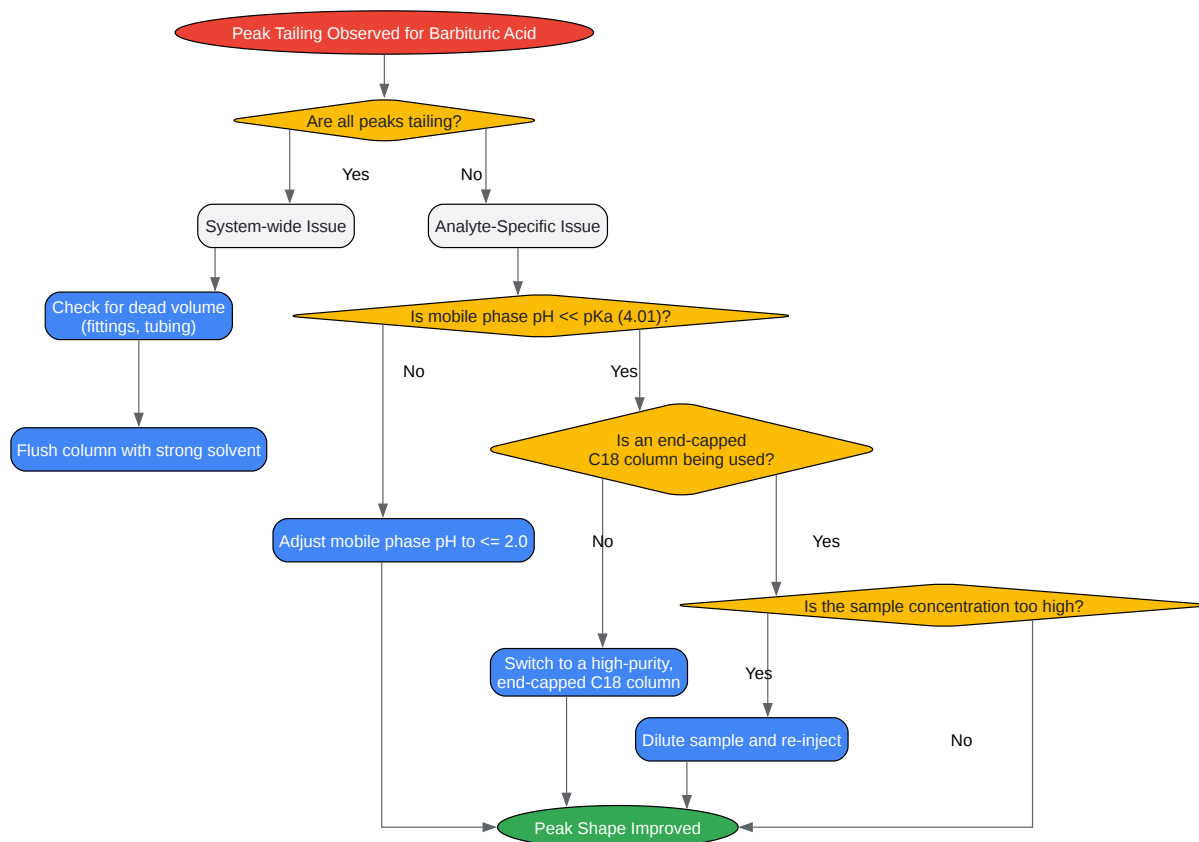 Peak Tailing Observed for Barbituric Acid
Are all peaks tailing?
Yes
No
System-wide Issue
Analyte-Specific Issue
Check for dead volume
(fittings, tubing)
Is mobile phase pH << pKa (4.01)?
No
Yes
Flush column with strong solvent
Is an end-capped
C18 column being used?
Adjust mobile phase pH to <= 2.0
No
Yes
Is the sample concentration too high?
Switch to a high-purity,
end-capped C18 column
Yes
Dilute sample and re-inject
No
Peak Shape Improved